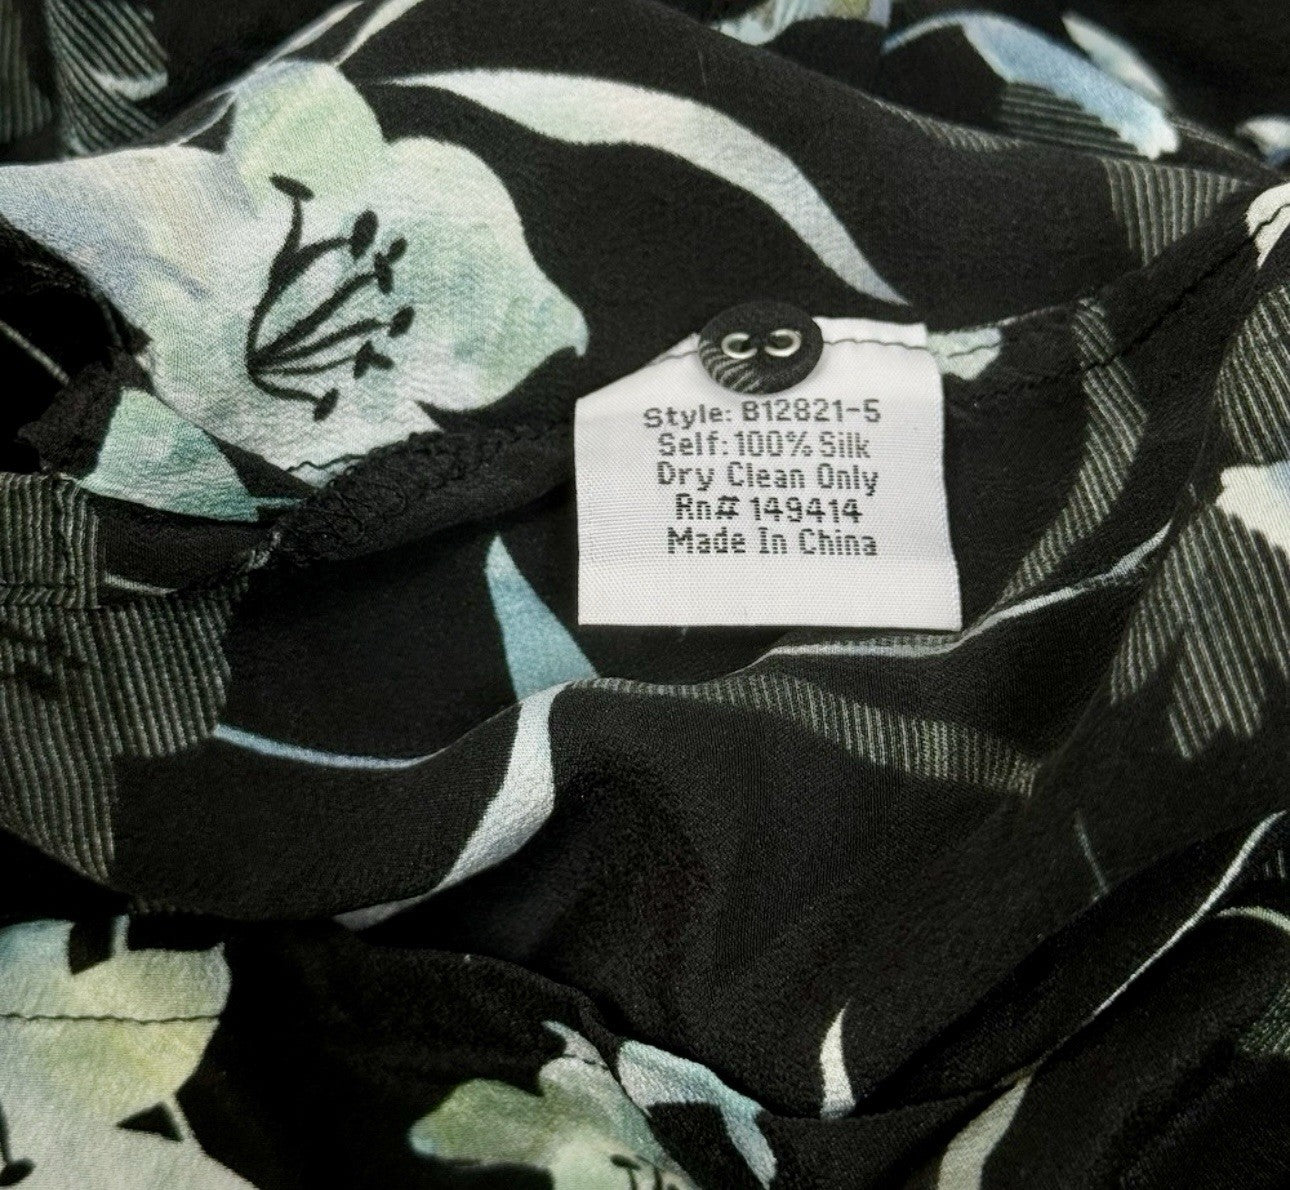 Style: B12821-5
Self: 100% Silk
Dry Clean Only
Rn# 149414
Made In China